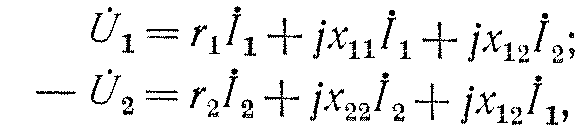 U̇₁ = r₁İ₁ + jx₁₁İ₁ + jx₁₂İ₂;
— U̇₂ = r₂İ₂ + jx₂₂İ₂ + jx₁₂İ₁,